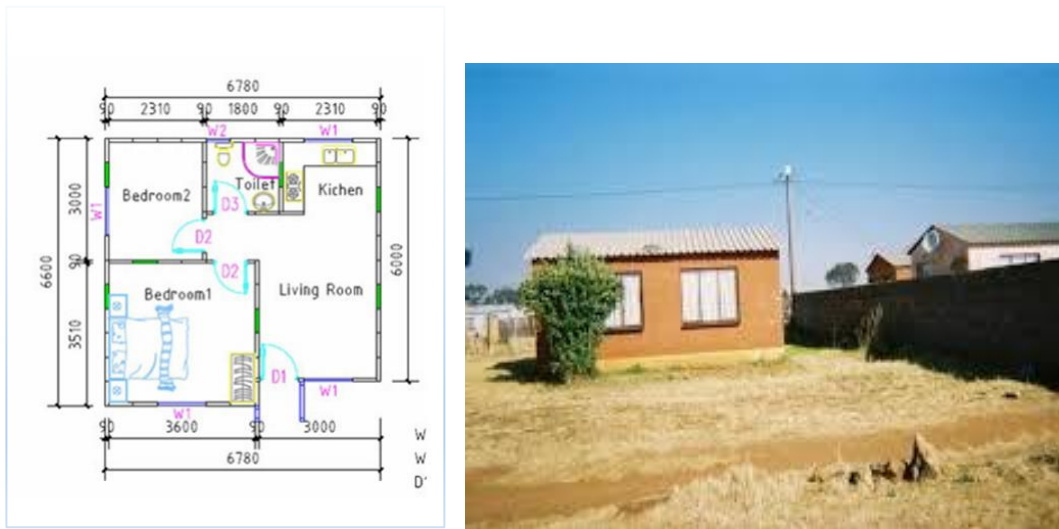 6780
90 2310 90 1800 90 2310 90
W2 W1
Bedroom2 Toilet Kichen
3000
W1
D3
D2
6600 90 6000
D2
Bedroom1 Living Room
3510
D1
W1
W1
90 3600 90 3000
W
6780
W
D'